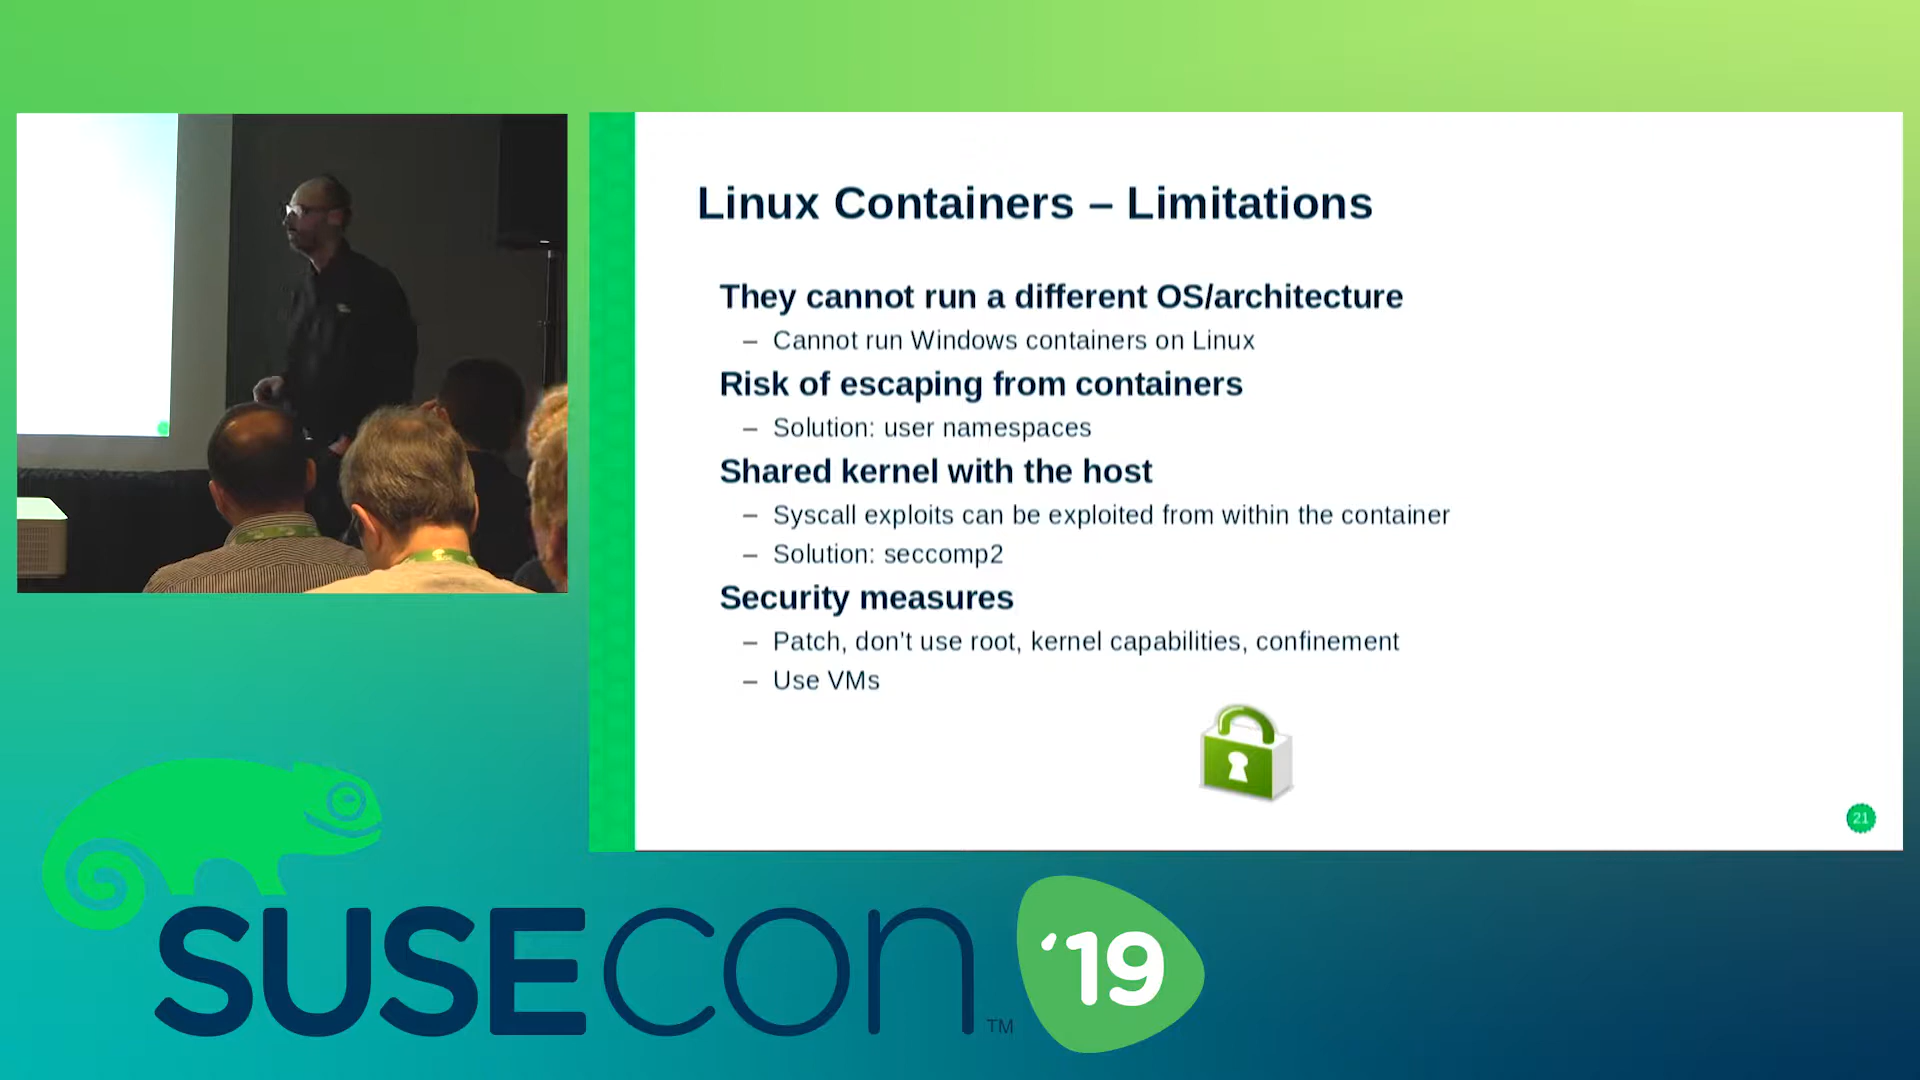 Linux Containers – Limitations
They cannot run a different OS/architecture
– Cannot run Windows containers on Linux
Risk of escaping from containers
– Solution: user namespaces
Shared kernel with the host
– Syscall exploits can be exploited from within the container
– Solution: seccomp2
Security measures
– Patch, don’t use root, kernel capabilities, confinement
– Use VMs
21
SUSECON TM ‘19